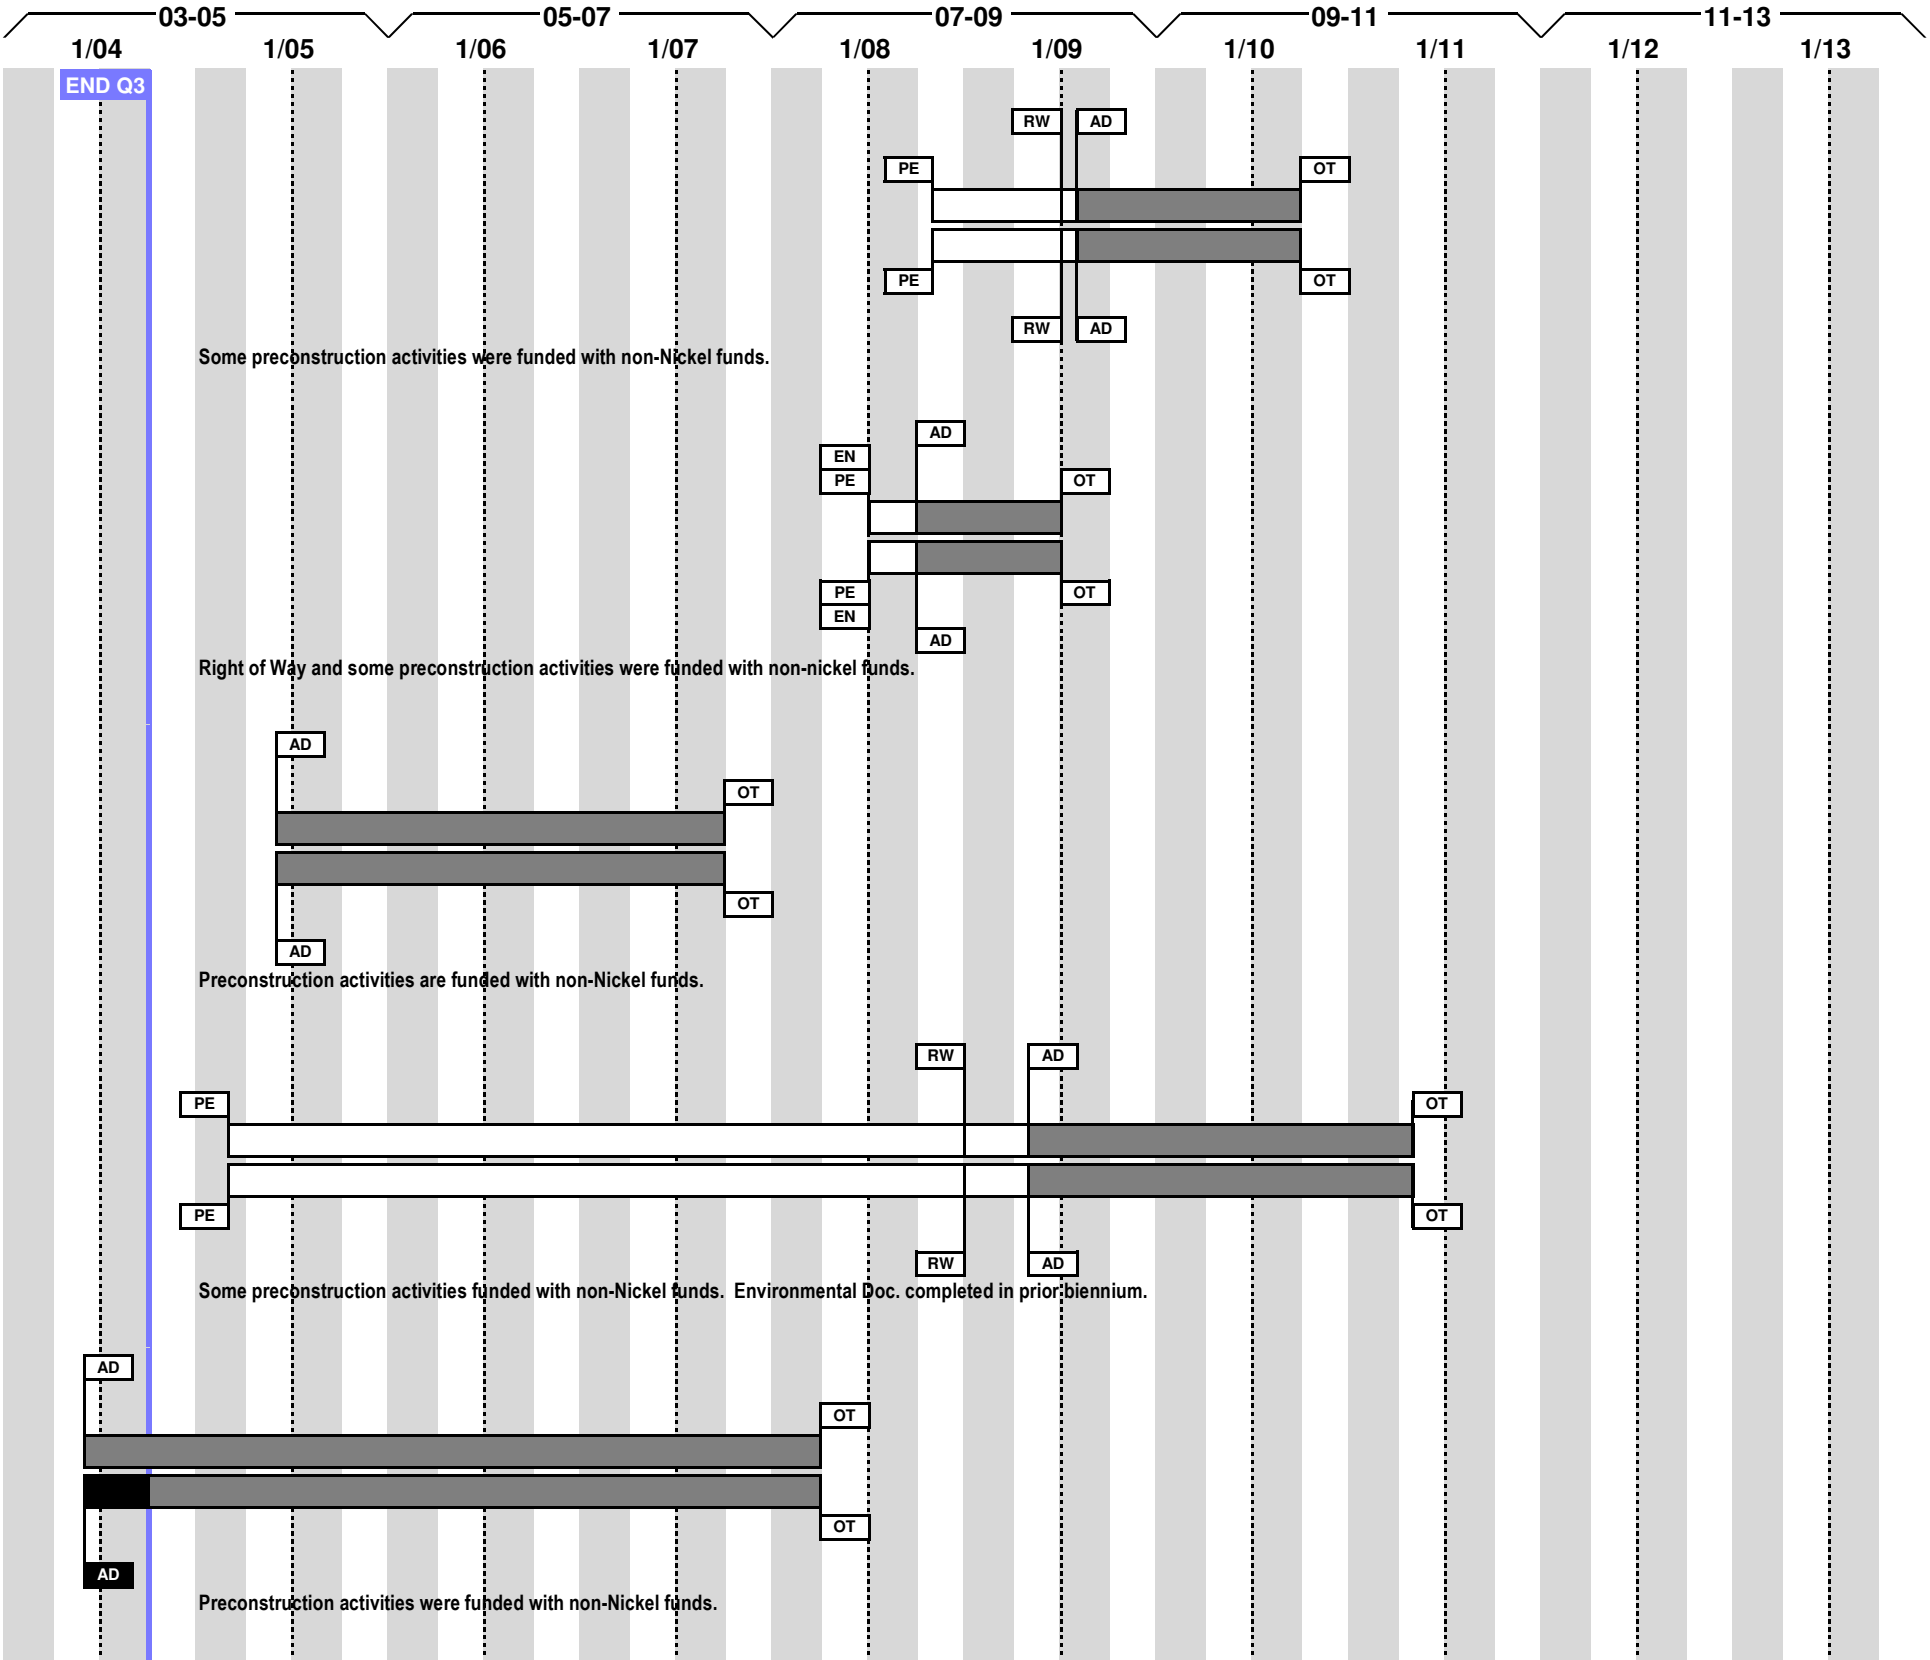 03-05 05-07 07-09 09-11 11-13
1/04 1/05 1/06 1/07 1/08 1/09 1/10 1/11 1/12 1/13
END Q3
RW AD
PE OT
PE OT
RW AD
Some preconstruction activities were funded with non-Nickel funds.
AD
EN
PE OT
PE OT
EN
AD
Right of Way and some preconstruction activities were funded with non-nickel funds.
AD
OT
OT
AD
Preconstruction activities are funded with non-Nickel funds.
RW AD
PE OT
PE OT
RW AD
Some preconstruction activities funded with non-Nickel funds. Environmental Doc. completed in prior biennium.
AD
OT
OT
AD
Preconstruction activities were funded with non-Nickel funds.